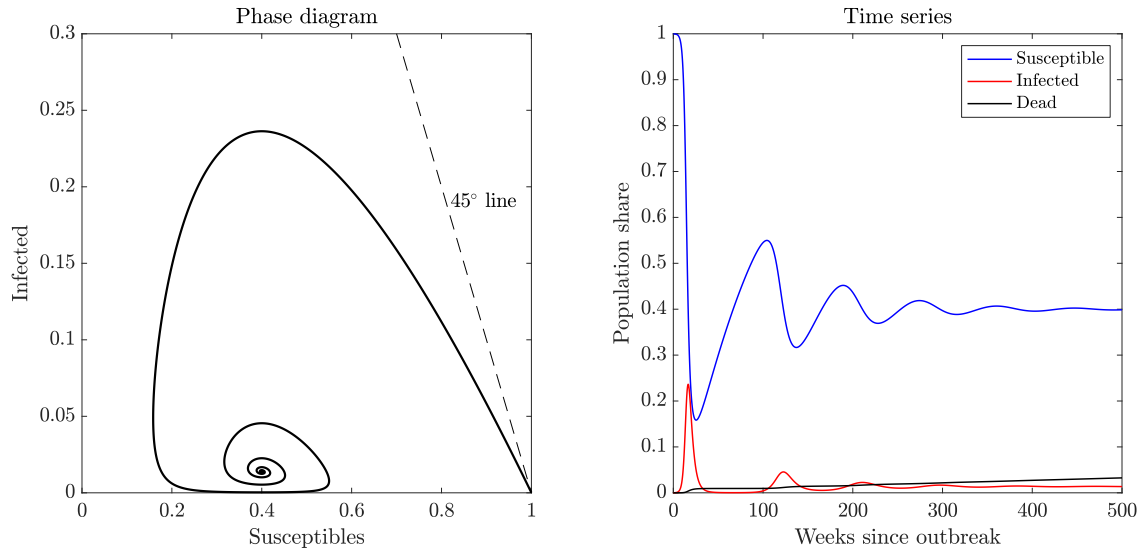 Phase diagram
0.3
0.25
0.2
0.15
0.1
0.05
0
0 0.2 0.4 0.6 0.8 1
Infected
Susceptibles
45° line
Time series
1
0.9
0.8
0.7
0.6
0.5
0.4
0.3
0.2
0.1
0
0 100 200 300 400 500
Population share
Weeks since outbreak
Susceptible
Infected
Dead